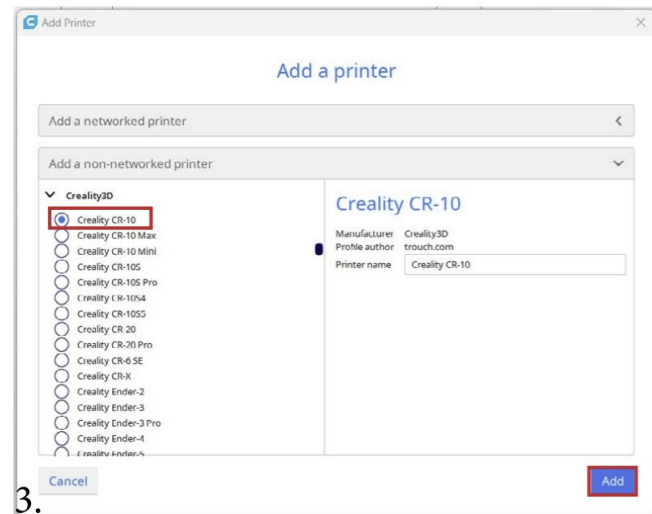 Add Printer
Add a printer
Add a networked printer
Add a non-networked printer
Creality3D
Creality CR-10
Creality CR-10 Max
Creality CR-10 Mini
Creality CR-10S
Creality CR-10S Pro
Creality CR-10S4
Creality CR-10S5
Creality CR-20
Creality CR-20 Pro
Creality CR-6 SE
Creality CR-X
Creality Ender-2
Creality Ender-3
Creality Ender-3 Pro
Creality Ender-4
Creality Ender-5
Creality CR-10
Manufacturer Creality3D
Profile author trouch.com
Printer name Creality CR-10
Cancel
Add
3.